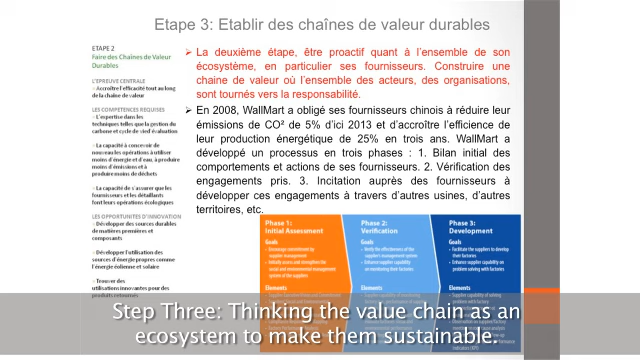 Etape 3: Etablir des chaînes de valeur durables
ETAPE 2
Faire des Chaînes de Valeur
Durables
L'EPREUVE CENTRALE
Accroître l'efficacité tout au long
de la chaîne de valeur
LES COMPETENCES REQUISES
L'expertise dans les
techniques telles que la gestion du
carbone et cycle de vie d'évaluation
La capacité à concevoir de
nouvelles opérations à utiliser
moins d'énergie et d'eau, à produire
moins d'émissions et à
produire moins de déchets
La capacité de s'assurer que les
fournisseurs et les détaillants
font leurs opérations écologiques
LES OPPORTUNITES D'INNOVATION
Développer des sources durables
de matières premières et
composants
Développer l'utilisation des
sources d'énergie propres comme
l'énergie éolienne et solaire
Trouver des
utilisations innovantes pour des
produits retournés
La deuxième étape, être proactif quant à l'ensemble de son
écosystème, en particulier ses fournisseurs. Construire une
chaine de valeur où l'ensemble des acteurs, des organisations,
sont tournés vers la responsabilité.
En 2008, WallMart a obligé ses fournisseurs chinois à réduire leur
émissions de CO² de 5% d'ici 2013 et d'accroître l'efficience de
leur production énergétique de 25% en trois ans. WallMart a
développé un processus en trois phases : 1. Bilan initial des
comportements et actions de ses fournisseurs. 2. Vérification des
engagements pris. 3. Incitation auprès des fournisseurs à
développer ces engagements à travers d'autres usines, d'autres
territoires, etc.
Phase 1:
Initial Assessment
Goals
Elements
Phase 2:
Verification
Goals
Verify the effectiveness of the
suppliers management system
Enhance supplier capability
on monitoring their factories
Elements
Phase 3:
Development
Goals
Facilitate the suppliers to develop
their factories
Enhance supplier capability on
problem solving with factories
Elements
Step Three: Thinking the value chain as an
ecosystem to make them sustainable.